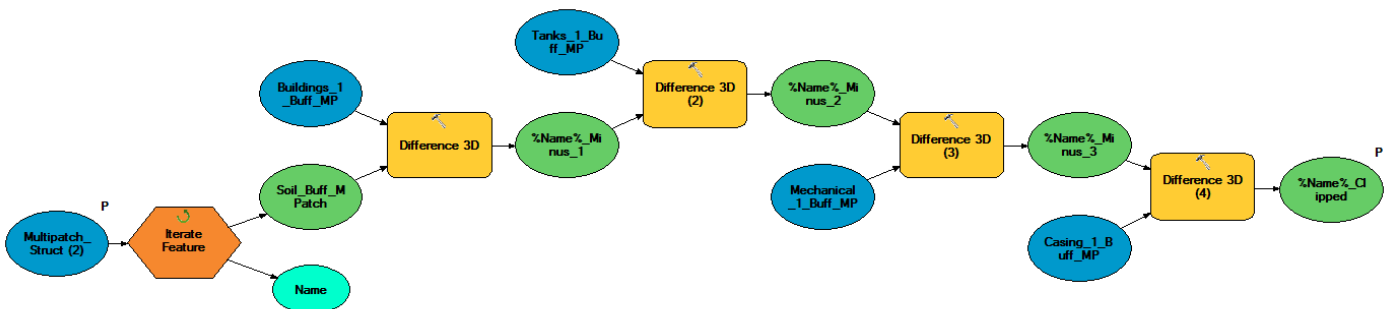 Multipatch_
Struct (2)
P
Iterate
Feature
Soil_Buff_M
Patch
Name
Buildings_1
_Buff_MP
Difference 3D
%Name%_Mi
nus_1
Tanks_1_Bu
ff_MP
Difference 3D
(2)
%Name%_Mi
nus_2
Mechanical
_1_Buff_MP
Difference 3D
(3)
%Name%_Mi
nus_3
Casing_1_B
uff_MP
Difference 3D
(4)
%Name%_Cl
ipped
P